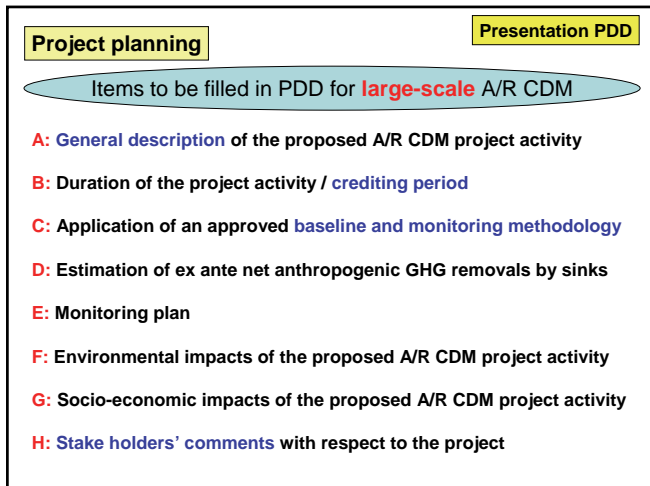 Presentation PDD
Project planning
Items to be filled in PDD for large-scale A/R CDM
A: General description of the proposed A/R CDM project activity
B: Duration of the project activity / crediting period
C: Application of an approved baseline and monitoring methodology
D: Estimation of ex ante net anthropogenic GHG removals by sinks
E: Monitoring plan
F: Environmental impacts of the proposed A/R CDM project activity
G: Socio-economic impacts of the proposed A/R CDM project activity
H: Stake holders’ comments with respect to the project